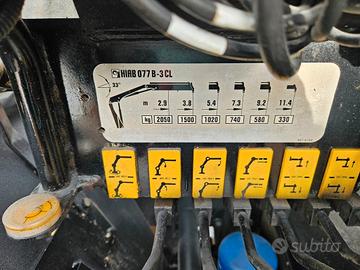 HIAB 077 B-3 CL
33°
m 2.9 3.8 5.4 7.3 9.2 11.4
kg 2050 1500 1020 740 580 330
subito